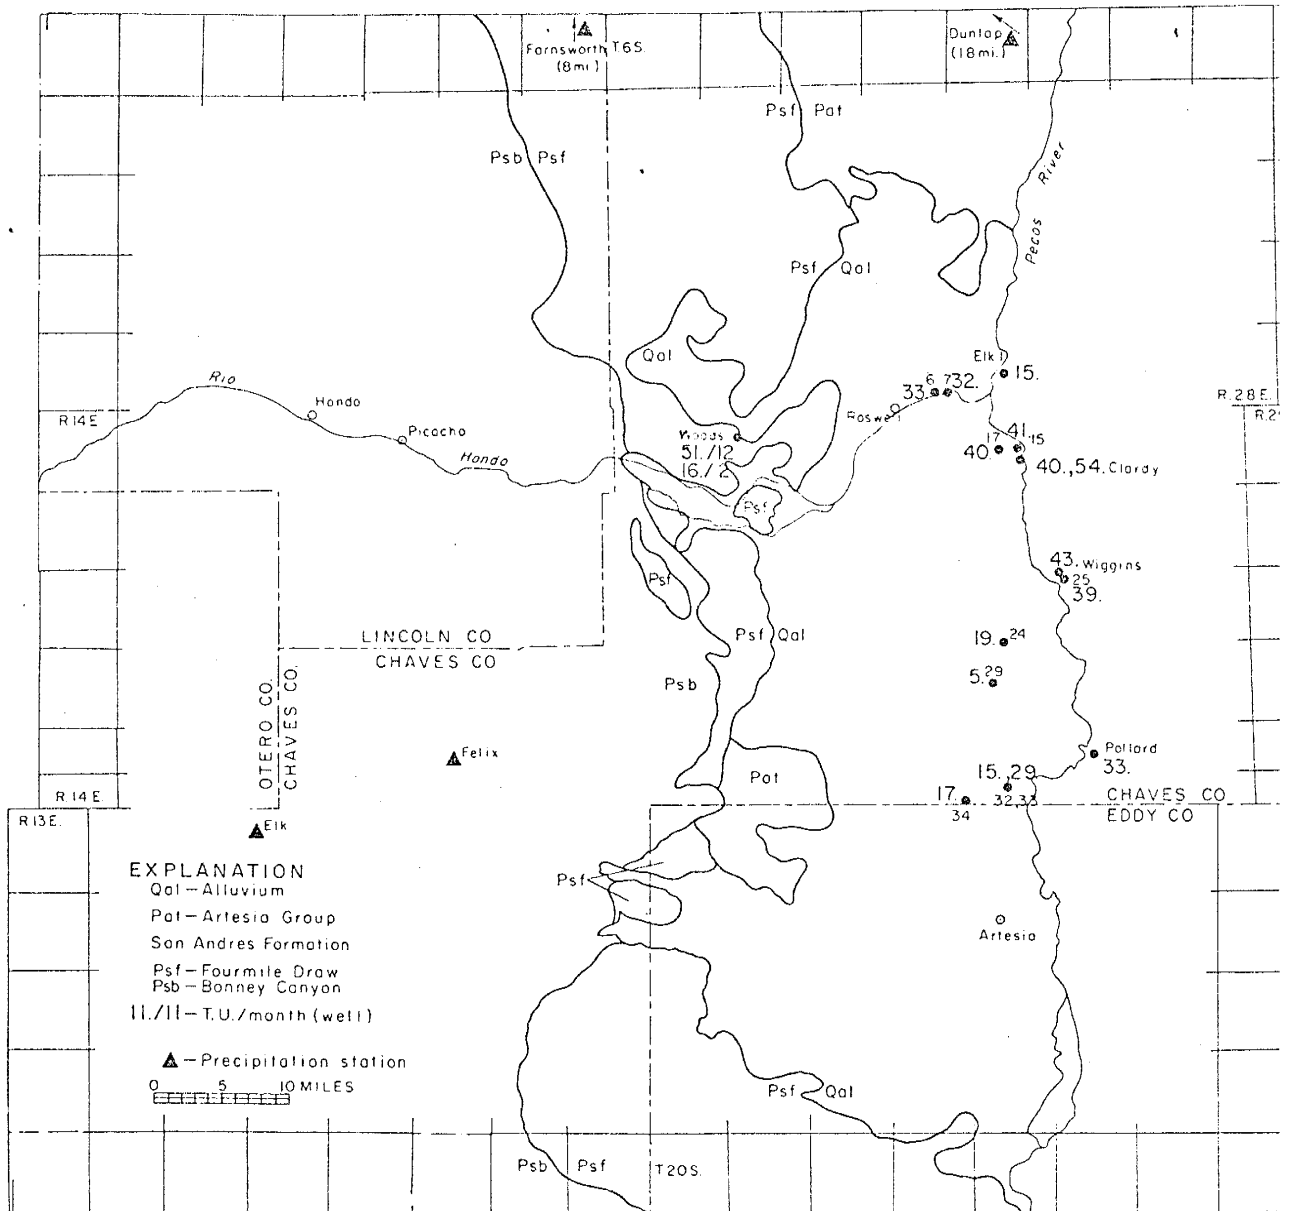 Farnsworth T.6S.
(8mi.)
Dunlap
(18mi.)
Psf Pat
Psb Psf
River
Pecos
Psf Qal
Qal
Elk 1
15.
33. 6 7 32.
R.28E.
Rio
Hondo
R14E
Roswell
Picacho
Hondo
Woods
51./12
16./2
Psf
17 41. 15
40.
40.,54. Clardy
43. Wiggins
25
39.
Psf
LINCOLN CO
CHAVES CO
Psf Qal
19. 24
Psb
5. 29
OTERO CO.
CHAVES CO.
Felix
Pollard
33.
Pat
15.,29
R.14E.
17.
32,33
34
CHAVES CO
EDDY CO
R13E.
Elk
EXPLANATION
Qal—Alluvium
Pat—Artesia Group
San Andres Formation
Psf—Fourmile Draw
Psb—Bonney Canyon
11./11—T.U./month (well)
—Precipitation station
0 5 10 MILES
Psf
Artesia
Psf Qal
Psb Psf
T20S.